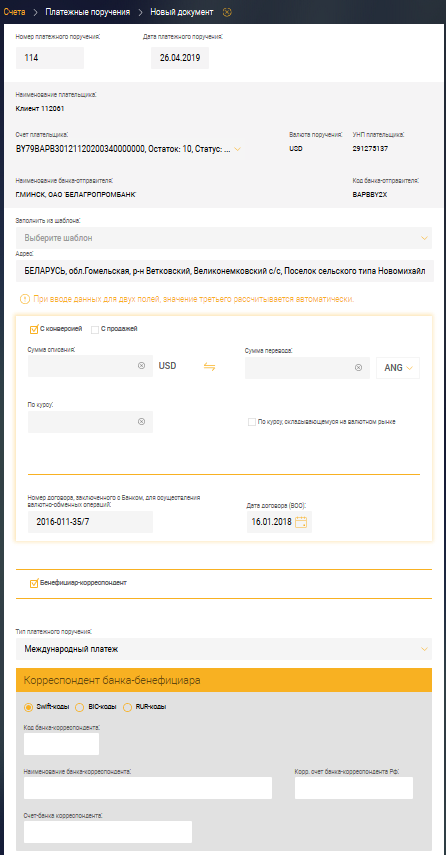 Счета > Платежные поручения > Новый документ
Номер платежного поручения: Дата платежного поручения:
114 26.04.2019
Наименование плательщика:
Клиент 112061
Счет плательщика: Валюта поручения: УНП плательщика:
BY79BAPB30121120200340000000, Остаток: 10, Статус: ... USD 291275137
Наименование банка-отправителя: Код банка-отправителя:
Г.МИНСК, ОАО 'БЕЛАГРОПРОМБАНК' BAPBBY2X
Заполнить из шаблона:
Выберите шаблон
Адрес:
БЕЛАРУСЬ, обл.Гомельская, р-н Ветковский, Великонемковский с/с, Поселок сельского типа Новомихайл
При вводе данных для двух полей, значение третьего рассчитывается автоматически.
С конверсией С продажей
Сумма списания: Сумма перевода:
USD ANG
По курсу:
По курсу, складывающемуся на валютном рынке
Номер договора, заключенного с Банком, для осуществления
валютно-обменных операций: Дата договора (ВОО):
2016-011-35/7 16.01.2018
Бенефициар-корреспондент
Тип платежного поручения:
Международный платеж
Корреспондент банка-бенефициара
Swift-коды BIC-коды RUR-коды
Код банка-корреспондента:
Наименование банка-корреспондента: Корр. счет банка-корреспондента РФ:
Счет-банка корреспондента: